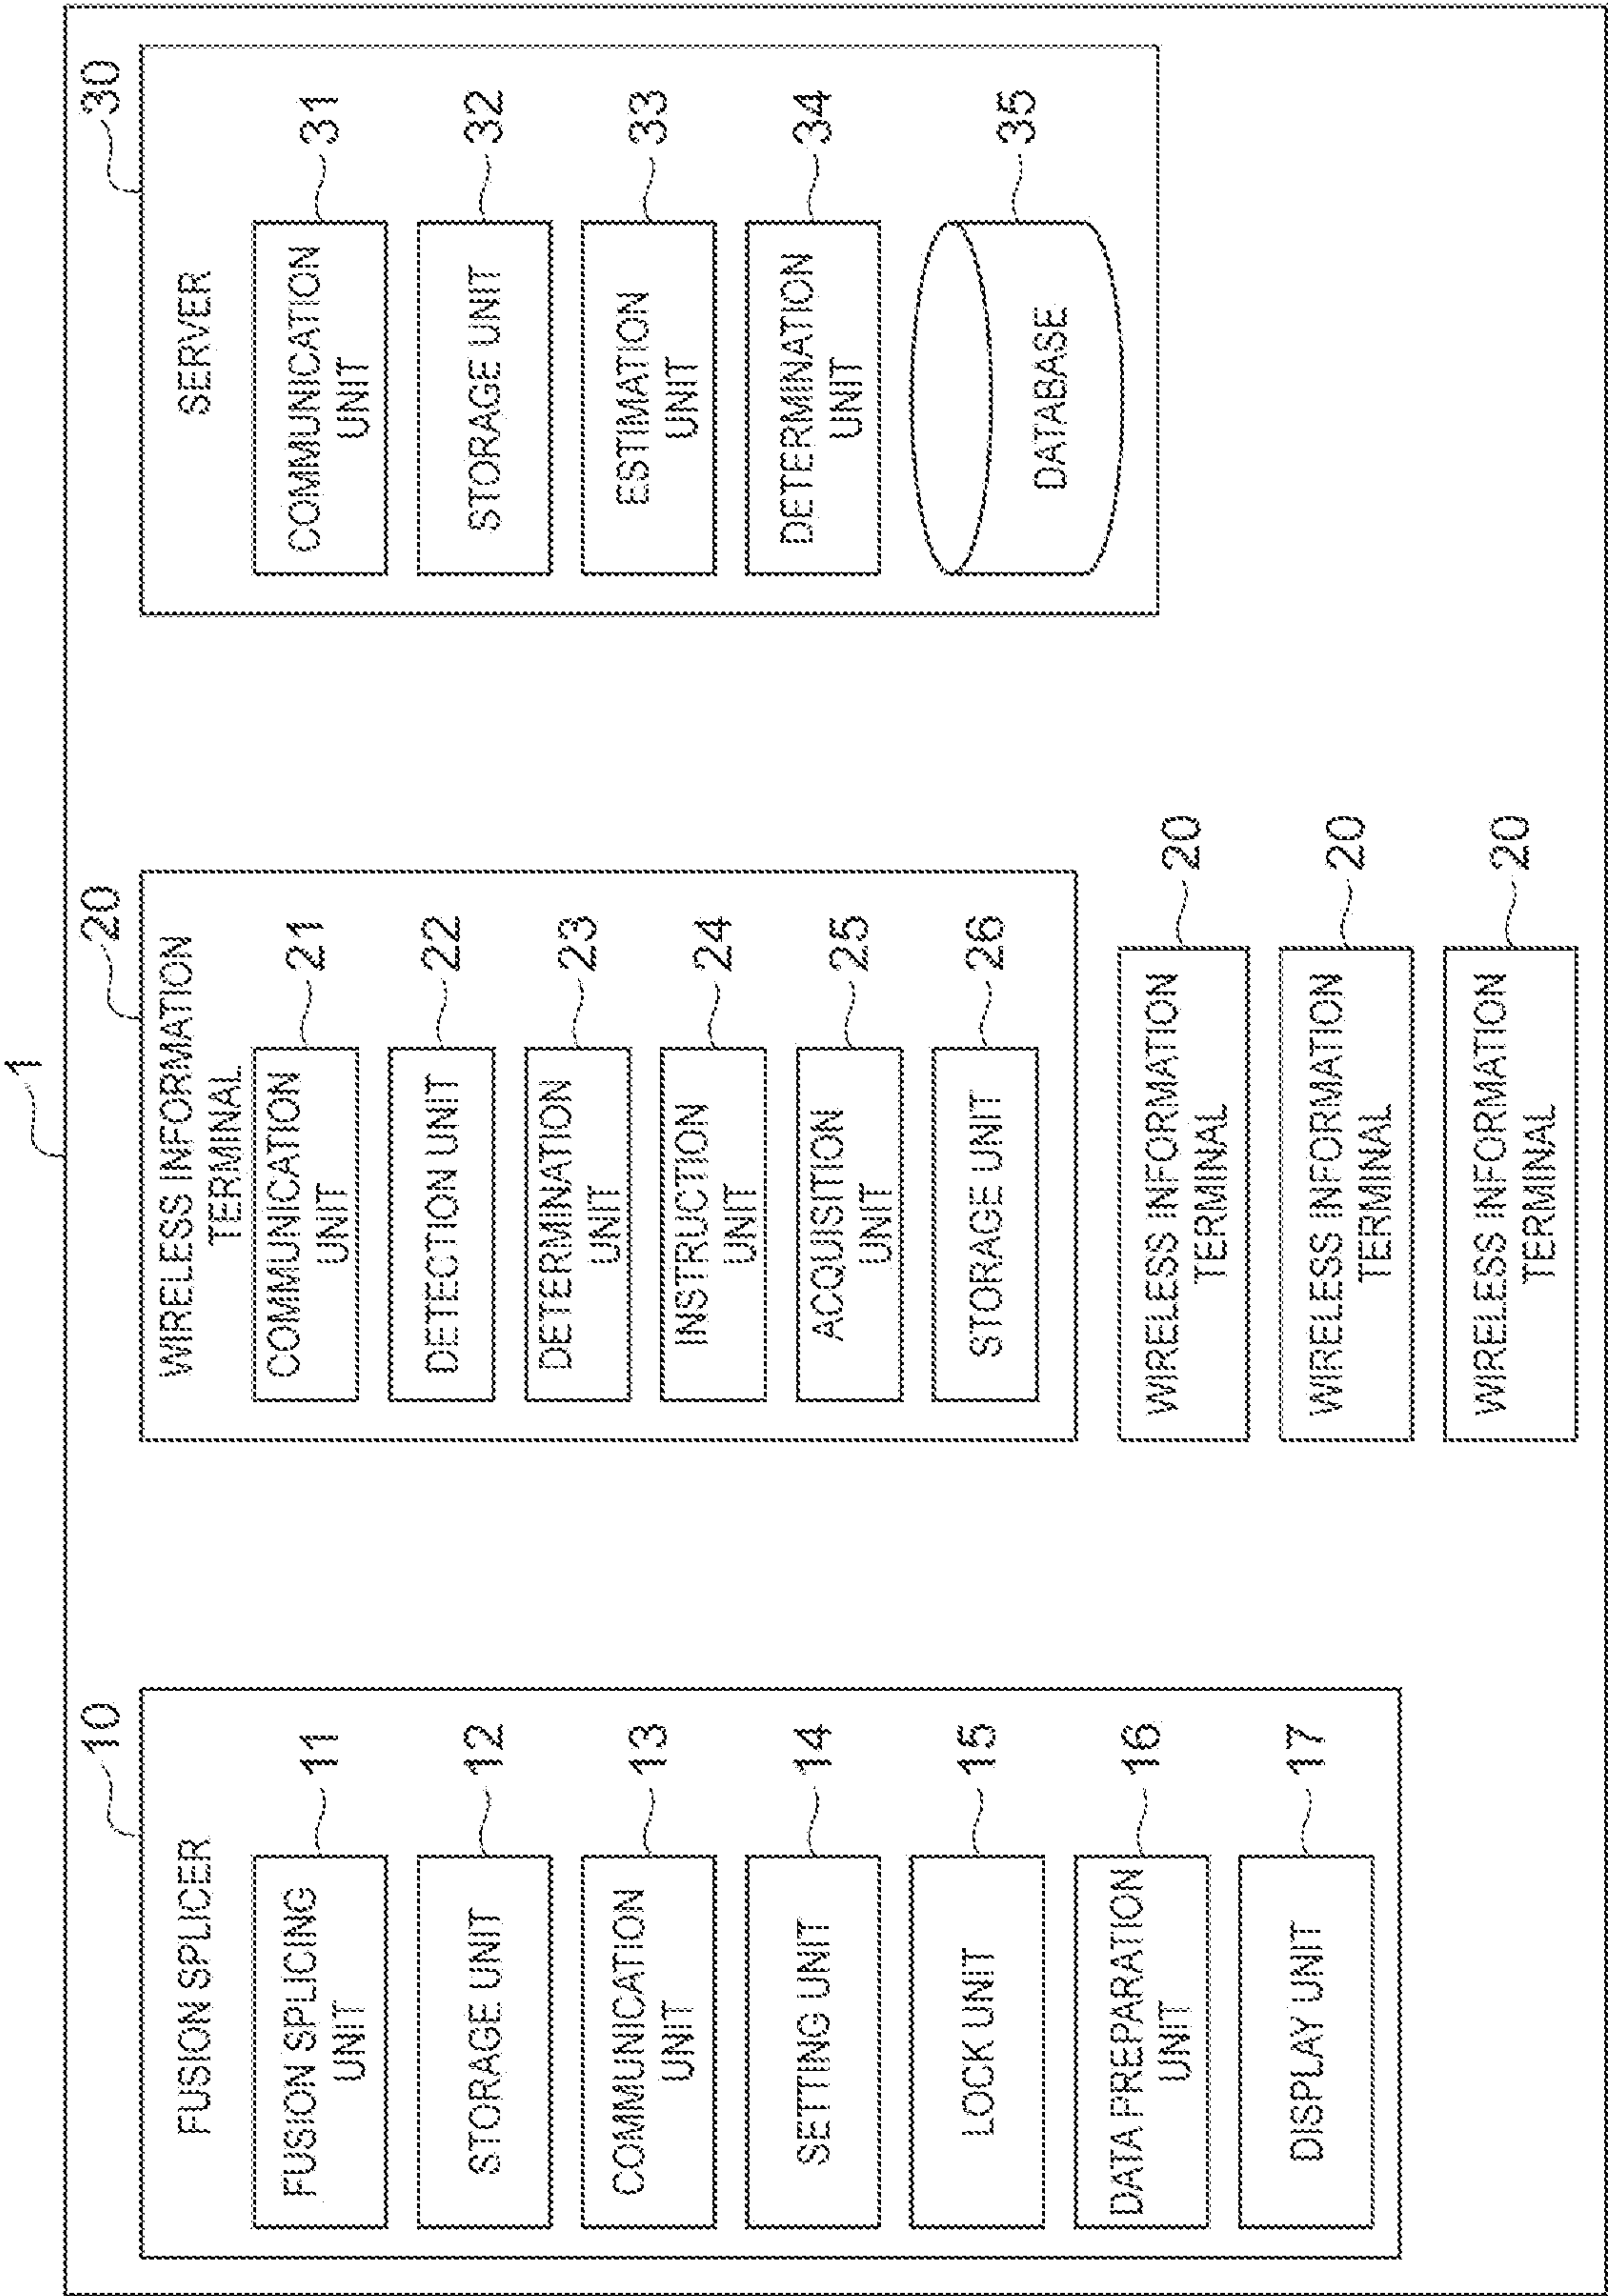 1
10
FUSION SPLICER
FUSION SPLICING
UNIT
11
STORAGE UNIT
12
COMMUNICATION
UNIT
13
SETTING UNIT
14
LOCK UNIT
15
DATA PREPARATION
UNIT
16
DISPLAY UNIT
17
20
WIRELESS INFORMATION
TERMINAL
COMMUNICATION
UNIT
21
DETECTION UNIT
22
DETERMINATION
UNIT
23
INSTRUCTION
UNIT
24
ACQUISITION
UNIT
25
STORAGE UNIT
26
WIRELESS INFORMATION
TERMINAL
20
WIRELESS INFORMATION
TERMINAL
20
WIRELESS INFORMATION
TERMINAL
20
30
SERVER
COMMUNICATION
UNIT
31
STORAGE UNIT
32
ESTIMATION
UNIT
33
DETERMINATION
UNIT
34
DATABASE
35